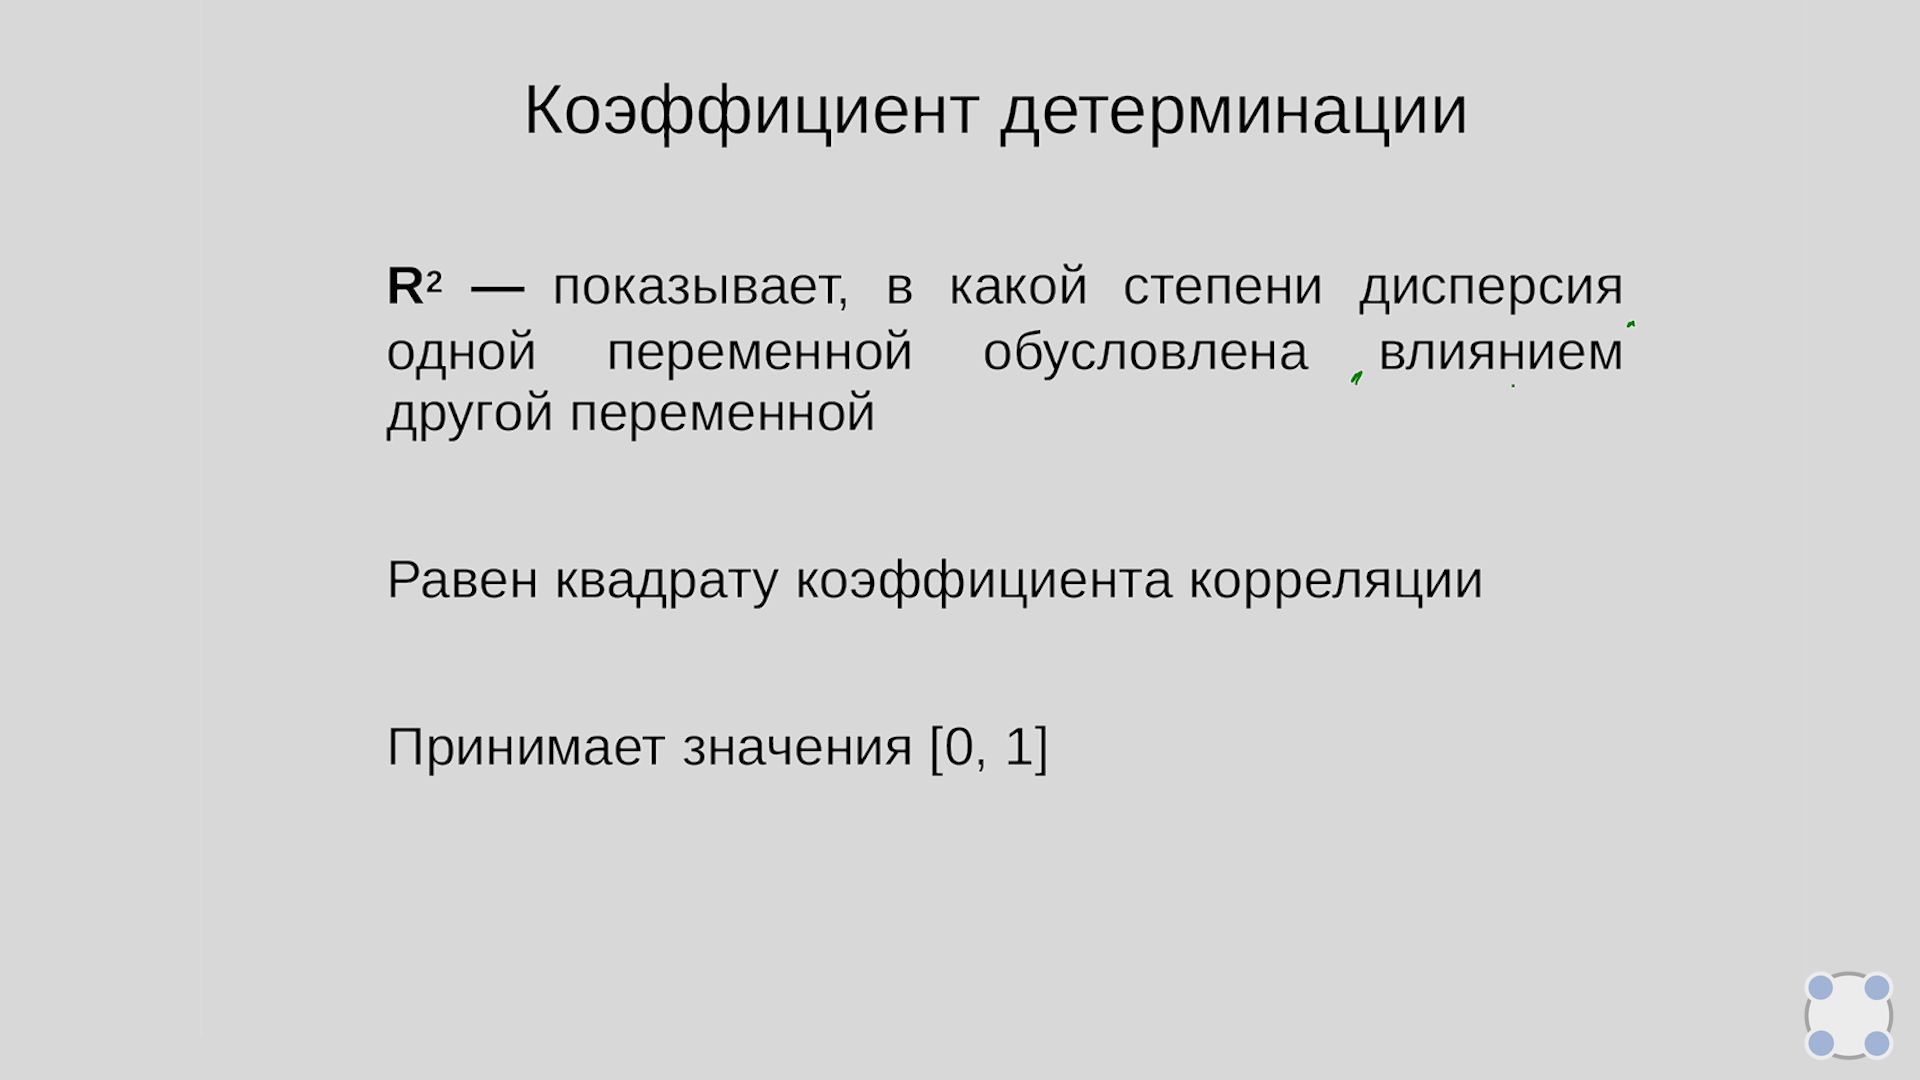 Коэффициент детерминации
R² — показывает, в какой степени дисперсия
одной переменной обусловлена влиянием
другой переменной
Равен квадрату коэффициента корреляции
Принимает значения [0, 1]